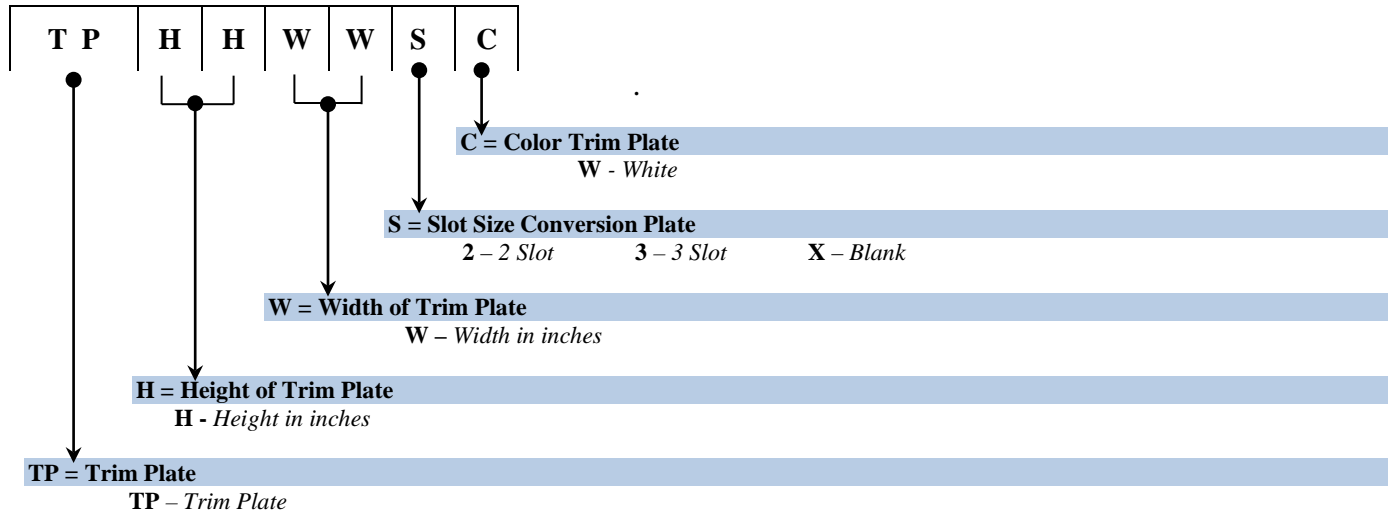 T P H H W W S C
.
C = Color Trim Plate
W - White
S = Slot Size Conversion Plate
2 – 2 Slot 3 – 3 Slot X – Blank
W = Width of Trim Plate
W – Width in inches
H = Height of Trim Plate
H - Height in inches
TP = Trim Plate
TP – Trim Plate